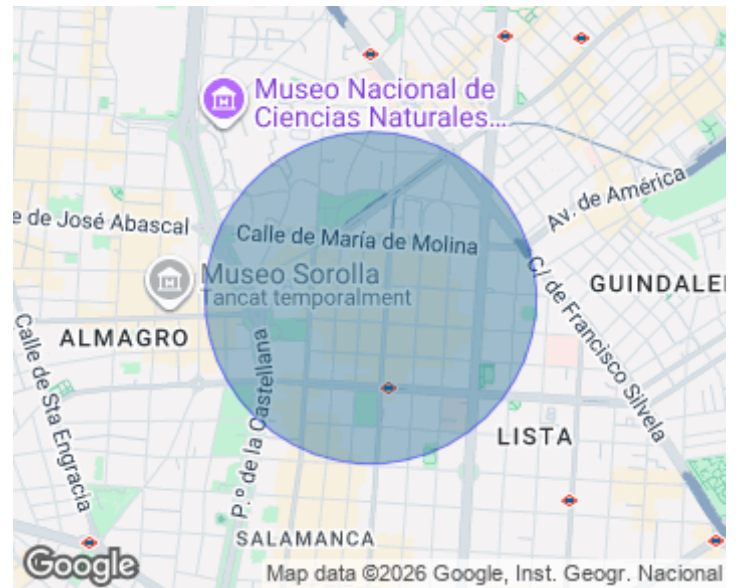 Museo Nacional de
Ciencias Naturales...
Av. de América
e de José Abascal
Calle de María de Molina
Museo Sorolla
Tancat temporalment
GUINDALE
ALMAGRO
C/ de Francisco Silvela
Calle de Sta Engracia
P.º de la Castellana
LISTA
SALAMANCA
Google
Map data ©2026 Google, Inst. Geogr. Nacional